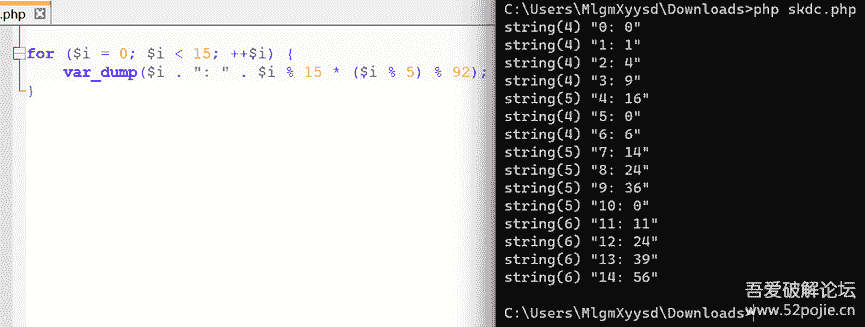 .php
for ($i = 0; $i < 15; ++$i) {
var_dump($i . ": " . $i % 15 * ($i % 5) % 92);
}
C:\Users\MlgmXyysd\Downloads>php skdc.php
string(4) "0: 0"
string(4) "1: 1"
string(4) "2: 4"
string(4) "3: 9"
string(5) "4: 16"
string(4) "5: 0"
string(4) "6: 6"
string(5) "7: 14"
string(5) "8: 24"
string(5) "9: 36"
string(5) "10: 0"
string(6) "11: 11"
string(6) "12: 24"
string(6) "13: 39"
string(6) "14: 56"
C:\Users\MlgmXyysd\Downloads>
吾爱破解论坛
www.52pojie.cn